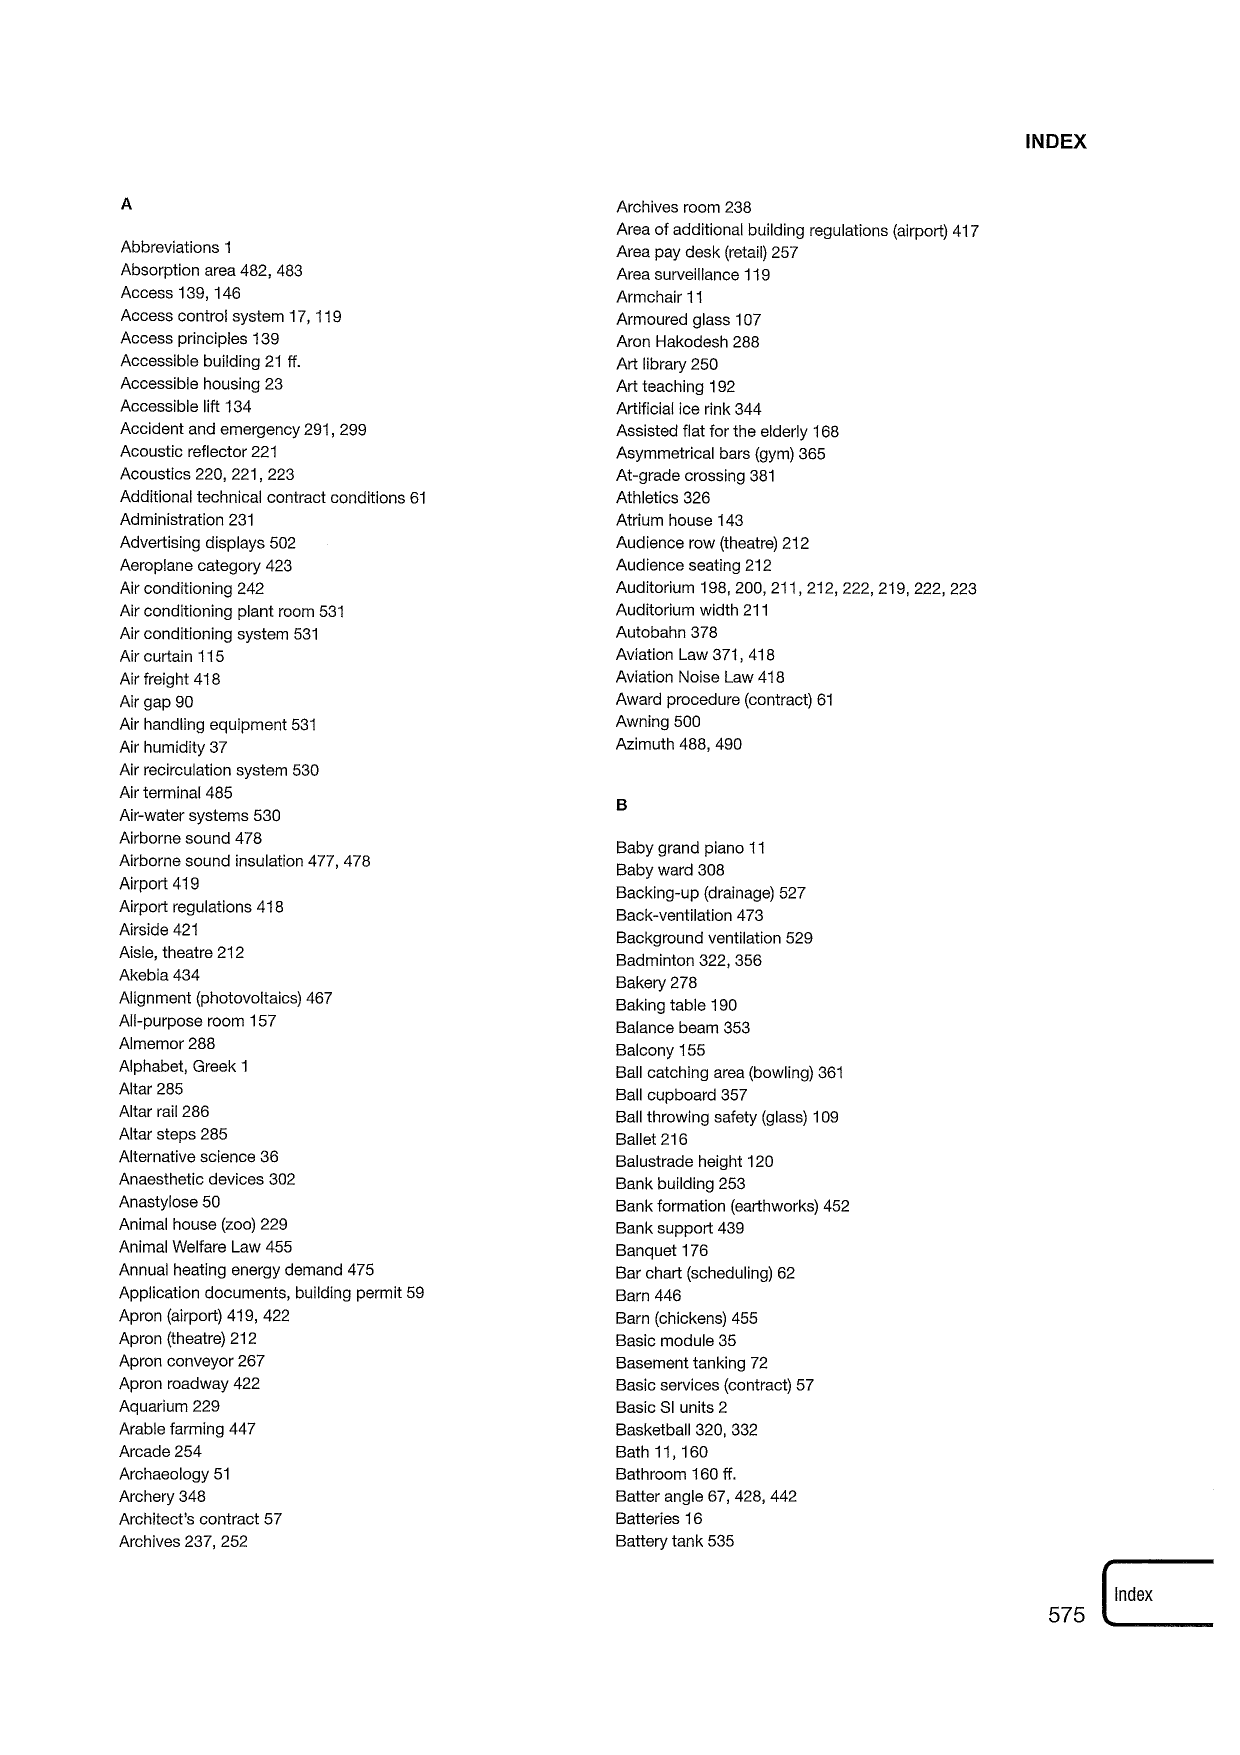 INDEX
A
Abbreviations 1
Absorption area 482, 483
Access 139, 146
Access control system 17, 119
Access principles 139
Accessible building 21 ff.
Accessible housing 23
Accessible lift 134
Accident and emergency 291, 299
Acoustic reflector 221
Acoustics 220, 221, 223
Additional technical contract conditions 61
Administration 231
Advertising displays 502
Aeroplane category 423
Air conditioning 242
Air conditioning plant room 531
Air conditioning system 531
Air curtain 115
Air freight 418
Air gap 90
Air handling equipment 531
Air humidity 37
Air recirculation system 530
Air terminal 485
Air-water systems 530
Airborne sound 478
Airborne sound insulation 477, 478
Airport 419
Airport regulations 418
Airside 421
Aisle, theatre 212
Akebia 434
Alignment (photovoltaics) 467
All-purpose room 157
Almemor 288
Alphabet, Greek 1
Altar 285
Altar rail 286
Altar steps 285
Alternative science 36
Anaesthetic devices 302
Anastylose 50
Animal house (zoo) 229
Animal Welfare Law 455
Annual heating energy demand 475
Application documents, building permit 59
Apron (airport) 419, 422
Apron (theatre) 212
Apron conveyor 267
Apron roadway 422
Aquarium 229
Arable farming 447
Arcade 254
Archaeology 51
Archery 348
Architect's contract 57
Archives 237, 252
Archives room 238
Area of additional building regulations (airport) 417
Area pay desk (retail) 257
Area surveillance 119
Armchair 11
Armoured glass 107
Aron Hakodesh 288
Art library 250
Art teaching 192
Artificial ice rink 344
Assisted flat for the elderly 168
Asymmetrical bars (gym) 365
At-grade crossing 381
Athletics 326
Atrium house 143
Audience row (theatre) 212
Audience seating 212
Auditorium 198, 200, 211, 212, 222, 219, 222, 223
Auditorium width 211
Autobahn 378
Aviation Law 371, 418
Aviation Noise Law 418
Award procedure (contract) 61
Awning 500
Azimuth 488, 490
B
Baby grand piano 11
Baby ward 308
Backing-up (drainage) 527
Back-ventilation 473
Background ventilation 529
Badminton 322, 356
Bakery 278
Baking table 190
Balance beam 353
Balcony 155
Ball catching area (bowling) 361
Ball cupboard 357
Ball throwing safety (glass) 109
Ballet 216
Balustrade height 120
Bank building 253
Bank formation (earthworks) 452
Bank support 439
Banquet 176
Bar chart (scheduling) 62
Barn 446
Barn (chickens) 455
Basic module 35
Basement tanking 72
Basic services (contract) 57
Basic SI units 2
Basketball 320, 332
Bath 11, 160
Bathroom 160 ff.
Batter angle 67, 428, 442
Batteries 16
Battery tank 535
Index
575